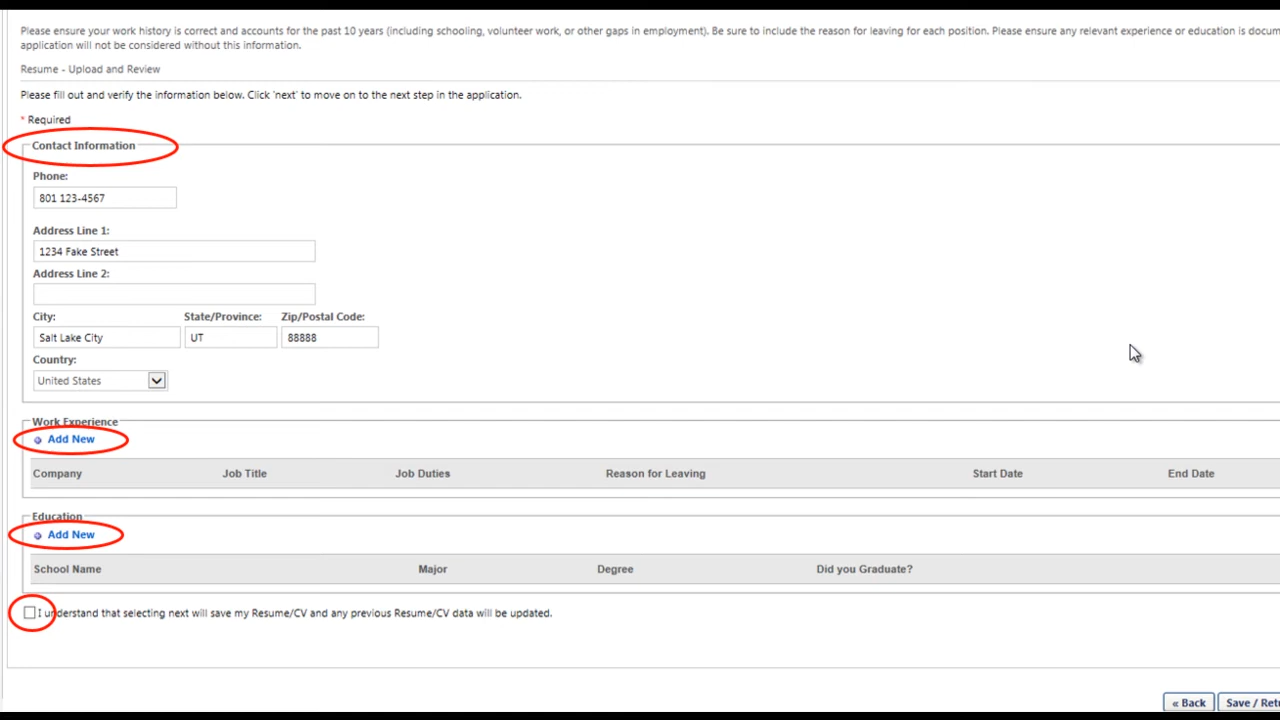 Please ensure your work history is correct and accounts for the past 10 years (including schooling, volunteer work, or other gaps in employment). Be sure to include the reason for leaving for each position. Please ensure any relevant experience or education is docum
application will not be considered without this information.
Resume - Upload and Review
Please fill out and verify the information below. Click 'next' to move on to the next step in the application.
* Required
Contact Information
Phone:
801 123-4567
Address Line 1:
1234 Fake Street
Address Line 2:
City: State/Province: Zip/Postal Code:
Salt Lake City UT 88888
Country:
United States
Work Experience
Add New
Company Job Title Job Duties Reason for Leaving Start Date End Date
Education
Add New
School Name Major Degree Did you Graduate?
I understand that selecting next will save my Resume/CV and any previous Resume/CV data will be updated.
« Back Save / Retu